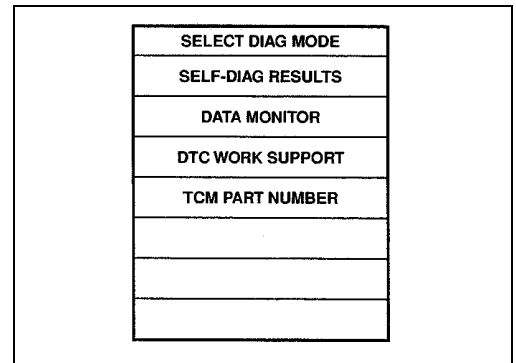 SELECT DIAG MODE
SELF-DIAG RESULTS
DATA MONITOR
DTC WORK SUPPORT
TCM PART NUMBER